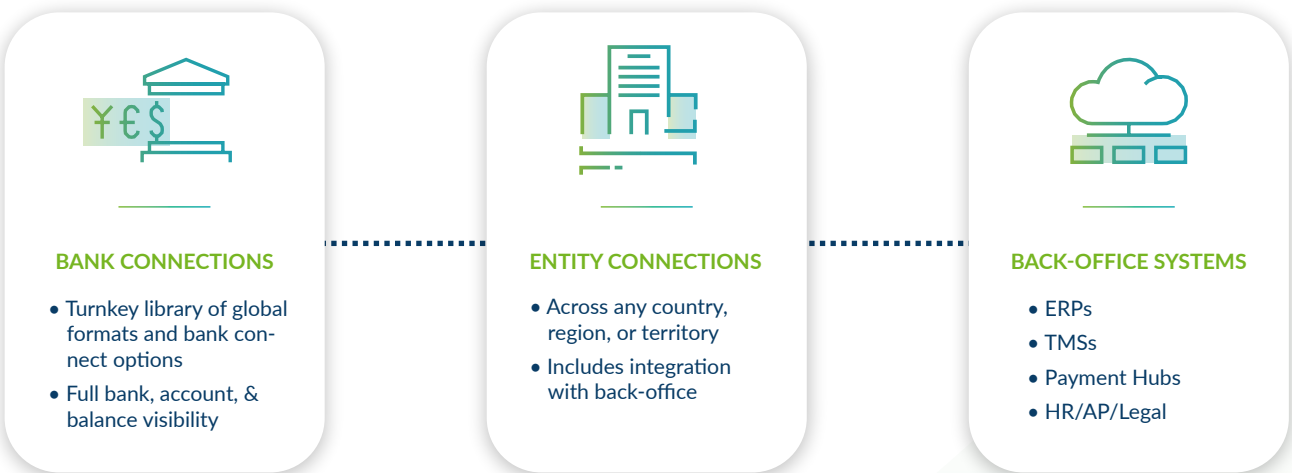 ¥€$
BANK CONNECTIONS
• Turnkey library of global
formats and bank con-
nect options
• Full bank, account, &
balance visibility
ENTITY CONNECTIONS
• Across any country,
region, or territory
• Includes integration
with back-office
BACK-OFFICE SYSTEMS
• ERPs
• TMSs
• Payment Hubs
• HR/AP/Legal